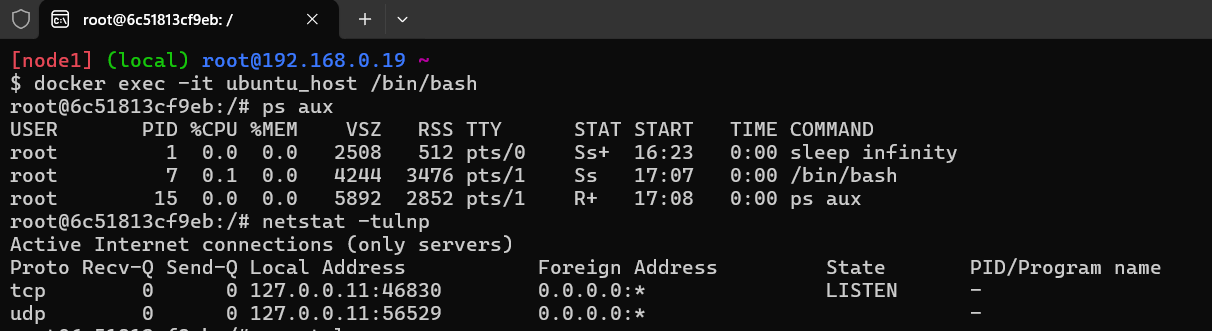 root@6c51813cf9eb: /
[node1] (local) root@192.168.0.19 ~
$ docker exec -it ubuntu_host /bin/bash
root@6c51813cf9eb:/# ps aux
USER         PID %CPU %MEM    VSZ   RSS TTY      STAT START   TIME COMMAND
root           1  0.0  0.0   2508   512 pts/0    Ss+  16:23   0:00 sleep infinity
root           7  0.1  0.0   4244  3476 pts/1    Ss   17:07   0:00 /bin/bash
root          15  0.0  0.0   5892  2852 pts/1    R+   17:08   0:00 ps aux
root@6c51813cf9eb:/# netstat -tulnp
Active Internet connections (only servers)
Proto Recv-Q Send-Q Local Address           Foreign Address         State       PID/Program name
tcp        0      0 127.0.0.11:46830        0.0.0.0:*               LISTEN      -
udp        0      0 127.0.0.11:56529        0.0.0.0:*                           -